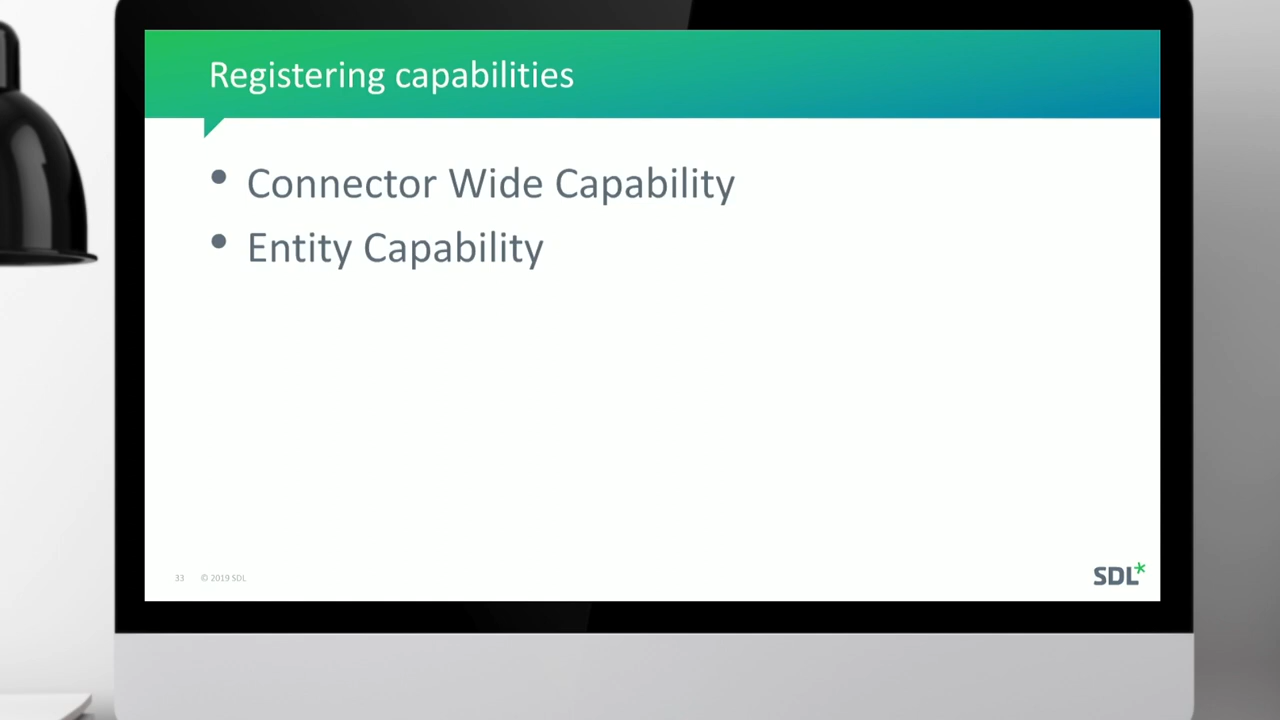 Registering capabilities
• Connector Wide Capability
• Entity Capability
33 © 2019 SDL
SDL*